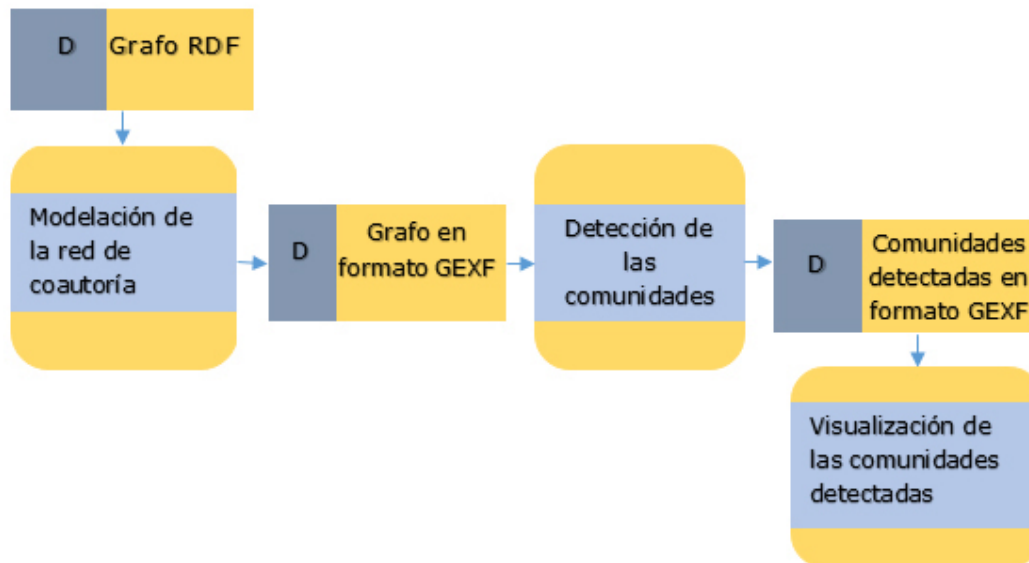 D
Grafo RDF
Modelación de
la red de
coautoría
D
Grafo en
formato GEXF
Detección de
las
comunidades
D
Comunidades
detectadas en
formato GEXF
Visualización de
las comunidades
detectadas